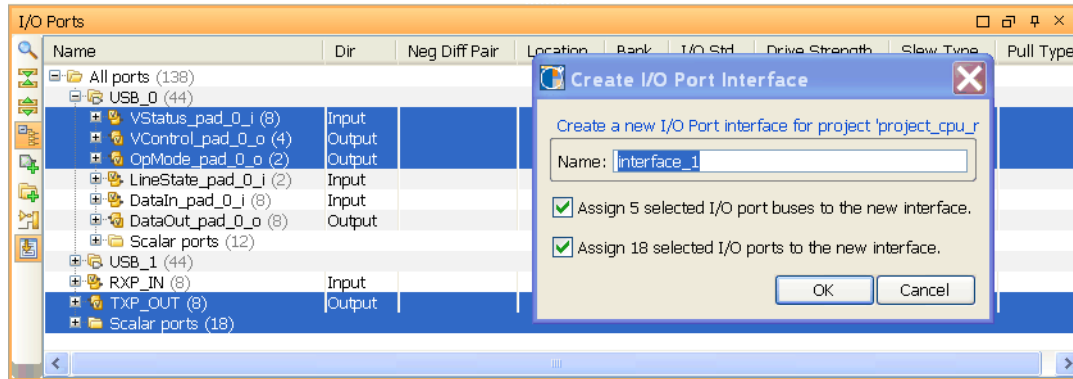 I/O Ports
Name Dir Neg Diff Pair Location Bank I/O Std Drive Strength Slew Type Pull Type
All ports (138)
USB_0 (44)
VStatus_pad_0_i (8) Input
VControl_pad_0_o (4) Output
OpMode_pad_0_o (2) Output
LineState_pad_0_i (2) Input
DataIn_pad_0_i (8) Input
DataOut_pad_0_o (8) Output
Scalar ports (12)
USB_1 (44)
RXP_IN (8) Input
TXP_OUT (8) Output
Scalar ports (18)
Create I/O Port Interface
Create a new I/O Port interface for project 'project_cpu_r
Name: interface_1
Assign 5 selected I/O port buses to the new interface.
Assign 18 selected I/O ports to the new interface.
OK Cancel